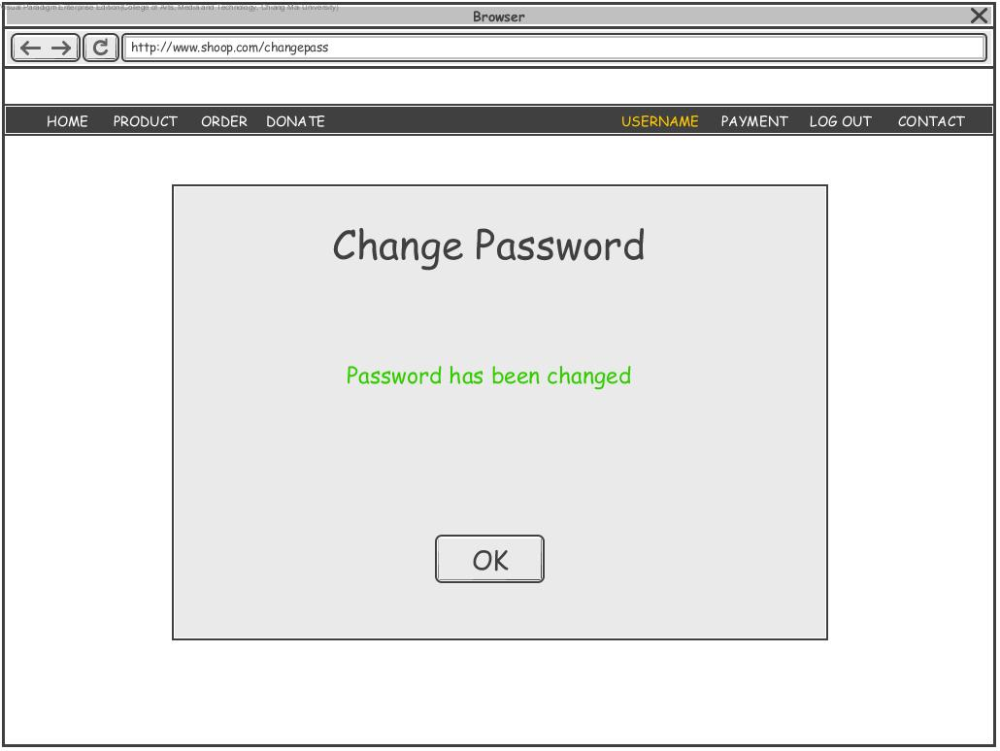 Visual Paradigm Enterprise Edition(College of Arts, Media and Technology, Chiang Mai University)
Browser
http://www.shoop.com/changepass
HOME PRODUCT ORDER DONATE USERNAME PAYMENT LOG OUT CONTACT
Change Password
Password has been changed
OK